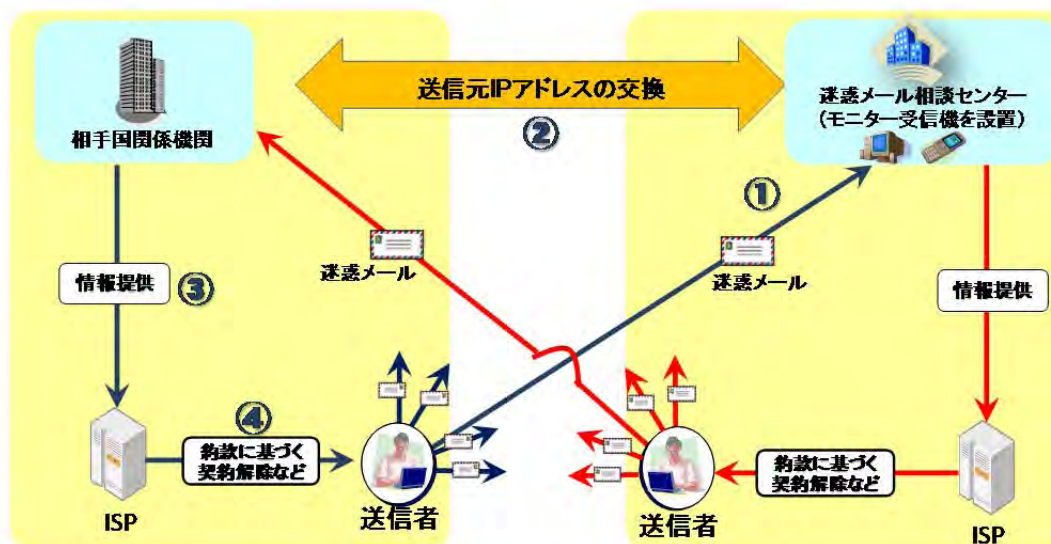 送信元IPアドレスの交換
②
相手国関係機関
迷惑メール相談センター
(モニター受信機を設置)
①
迷惑メール
迷惑メール
情報提供
③
情報提供
④
約款に基づく
契約解除など
約款に基づく
契約解除など
ISP
送信者
送信者
ISP